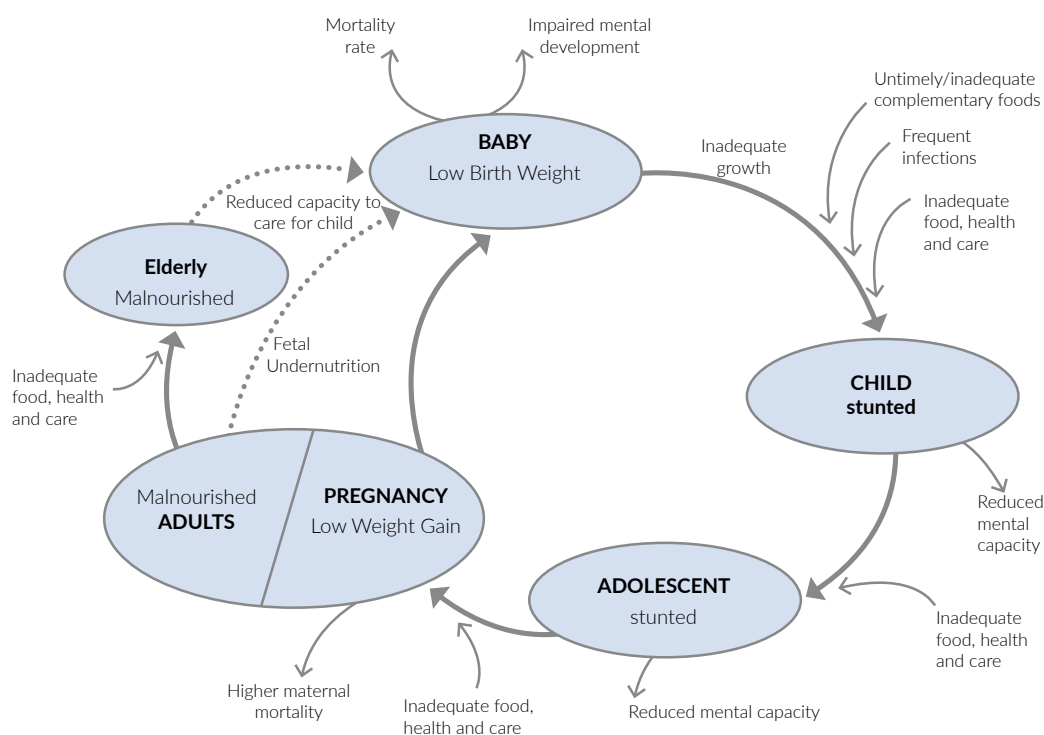 Mortality
rate
Impaired mental
development
Untimely/inadequate
complementary foods
BABY
Low Birth Weight
Inadequate
growth
Frequent
infections
Reduced capacity to
care for child
Inadequate
food, health
and care
Elderly
Malnourished
Fetal
Undernutrition
Inadequate
food, health
and care
CHILD
stunted
Malnourished
ADULTS
PREGNANCY
Low Weight Gain
Reduced
mental
capacity
ADOLESCENT
stunted
Inadequate
food, health
and care
Higher maternal
mortality
Inadequate food,
health and care
Reduced mental capacity